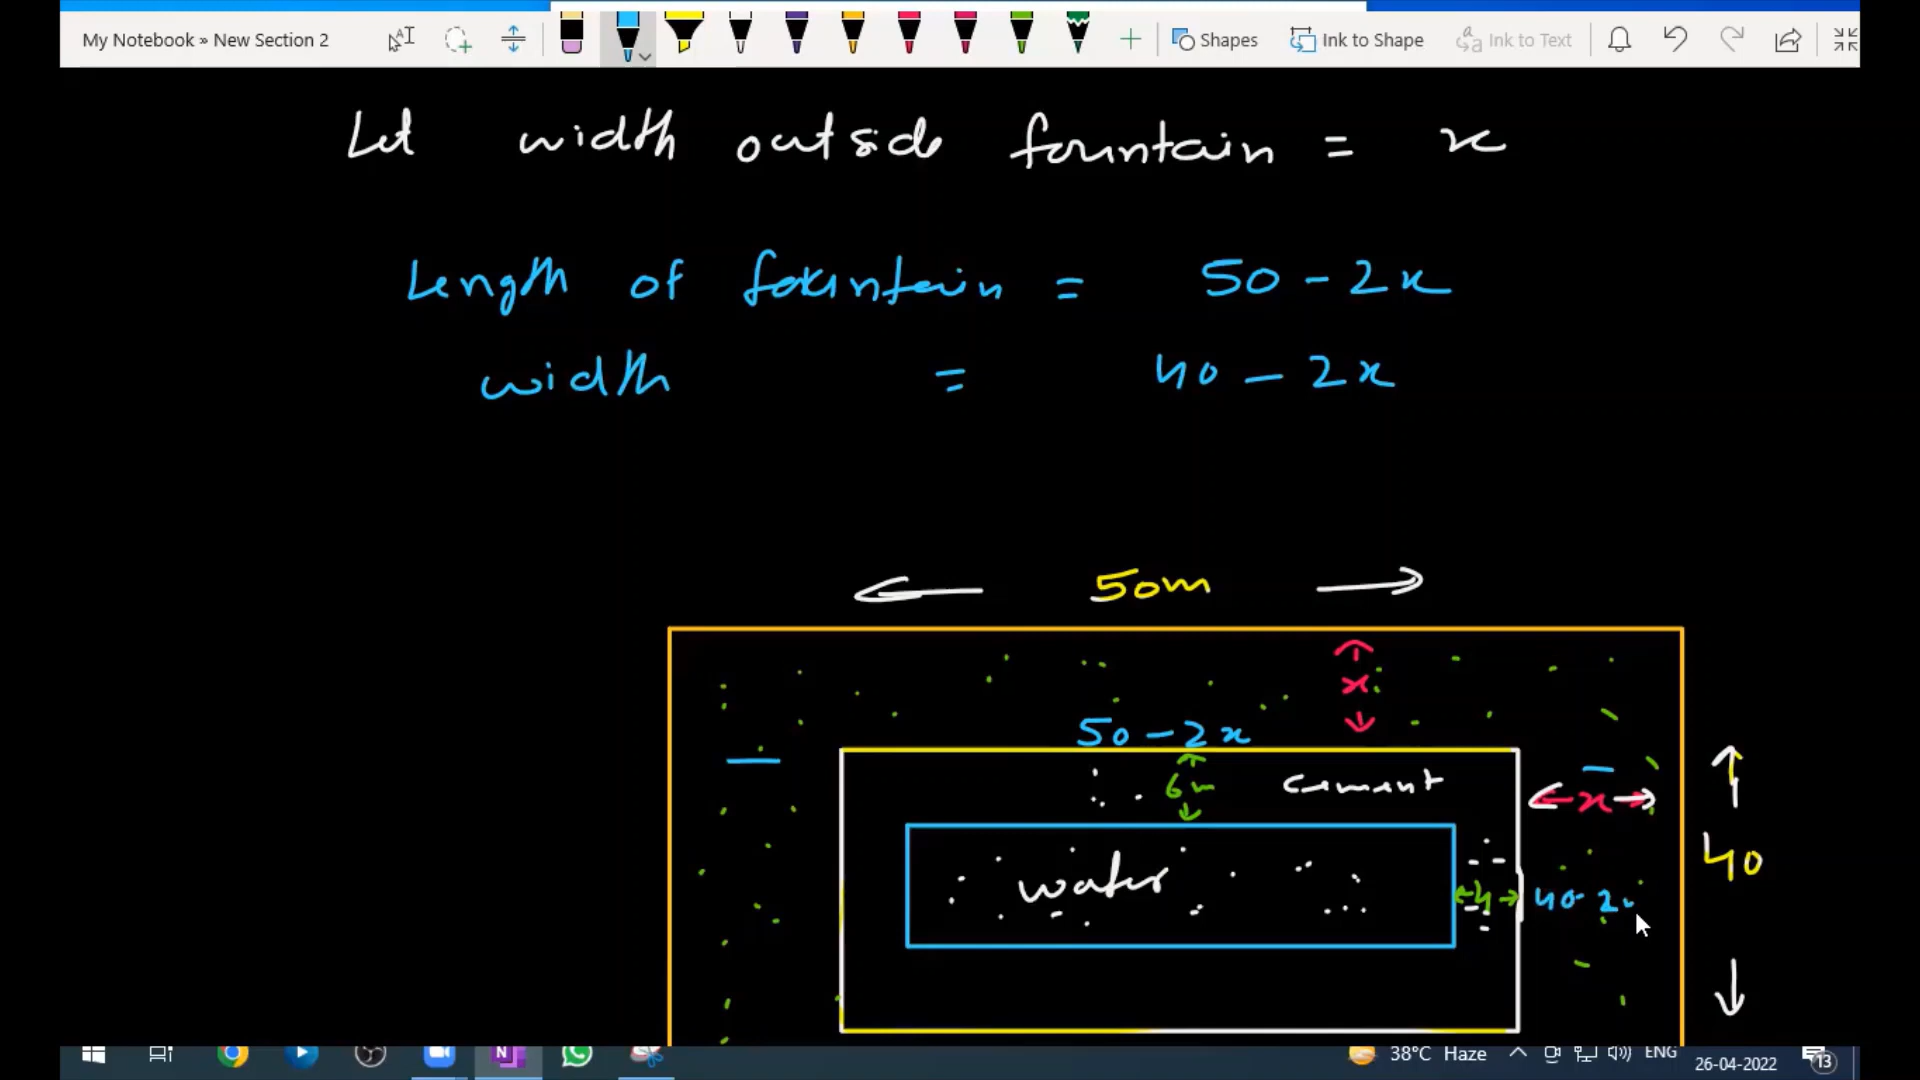 My Notebook » New Section 2 Shapes Ink to Shape Ink to Text
Let width outside fountain = x
Length of fountain = 50 - 2x
width = 40 - 2x
50m
x
50 - 2x
6m cement
x
40
water
4 40-2x
38°C Haze ENG
26-04-2022 13